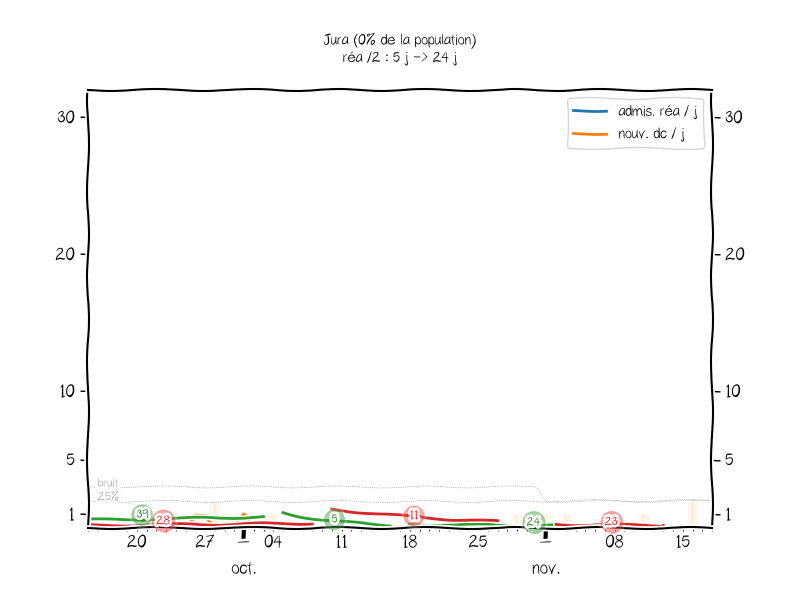 Jura (0% de la population)
réa /2 : 5 j -> 24 j
admis. réa / j
nouv. dc / j
30 30
20 20
10 10
5 5
bruit
25%
1 1
39 28 5 11 24 23
20 27 04 11 18 25 08 15
oct. nov.